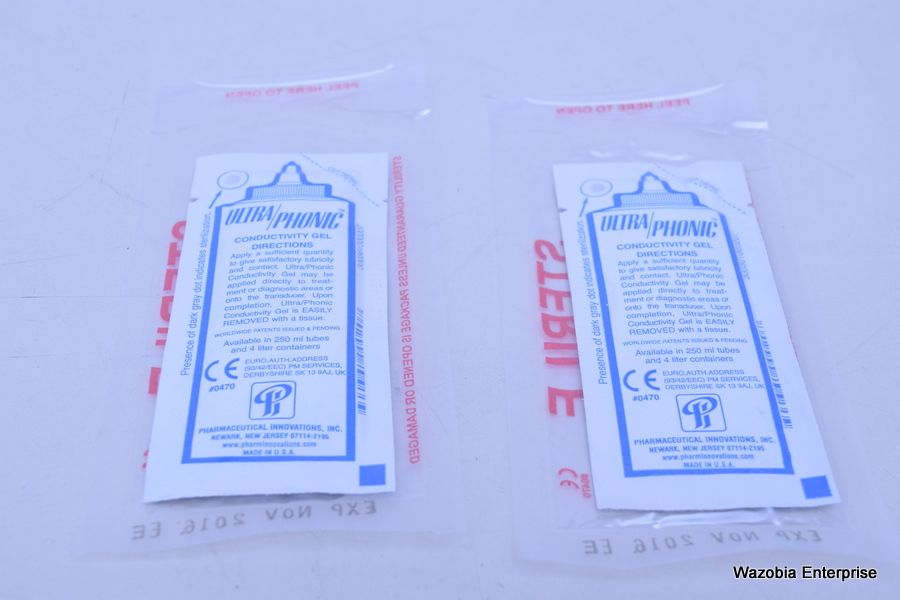 PEEL HERE TO OPEN
STERILITY GUARANTEED UNLESS PACKAGE IS OPENED OR DAMAGED
Presence of dark gray dot indicates sterilization
ULTRA/PHONIC™
CONDUCTIVITY GEL
DIRECTIONS
Apply a sufficient quantity
to give satisfactory lubricity
and contact. Ultra/Phonic
Conductivity Gel may be
applied directly to treat-
ment or diagnostic areas or
onto the transducer. Upon
completion, Ultra/Phonic
Conductivity Gel is EASILY
REMOVED with a tissue.
WORLDWIDE PATENTS ISSUED & PENDING
Available in 250 ml tubes
and 4 liter containers
CE EURO.AUTH.ADDRESS
(93/42/EEC) PM SERVICES,
DERBYSHIRE SK 13 9AJ, UK
#0470
PHARMACEUTICAL INNOVATIONS, INC.
NEWARK, NEW JERSEY 07114-2195
www.pharminnovations.com
MADE IN U.S.A.
EXP NOV 2016 EE
PEEL HERE TO OPEN
STERILE
Presence of dark gray dot indicates sterilization
ULTRA/PHONIC™
CONDUCTIVITY GEL
DIRECTIONS
Apply a sufficient quantity
to give satisfactory lubricity
and contact. Ultra/Phonic
Conductivity Gel may be
applied directly to treat-
ment or diagnostic areas or
onto the transducer. Upon
completion, Ultra/Phonic
Conductivity Gel is EASILY
REMOVED with a tissue.
WORLDWIDE PATENTS ISSUED & PENDING
Available in 250 ml tubes
and 4 liter containers
CE EURO.AUTH.ADDRESS
(93/42/EEC) PM SERVICES,
DERBYSHIRE SK 13 9AJ, UK
#0470
PHARMACEUTICAL INNOVATIONS, INC.
NEWARK, NEW JERSEY 07114-2195
www.pharminnovations.com
MADE IN U.S.A.
CE
0470
EXP NOV 2016 EE
Wazobia Enterprise